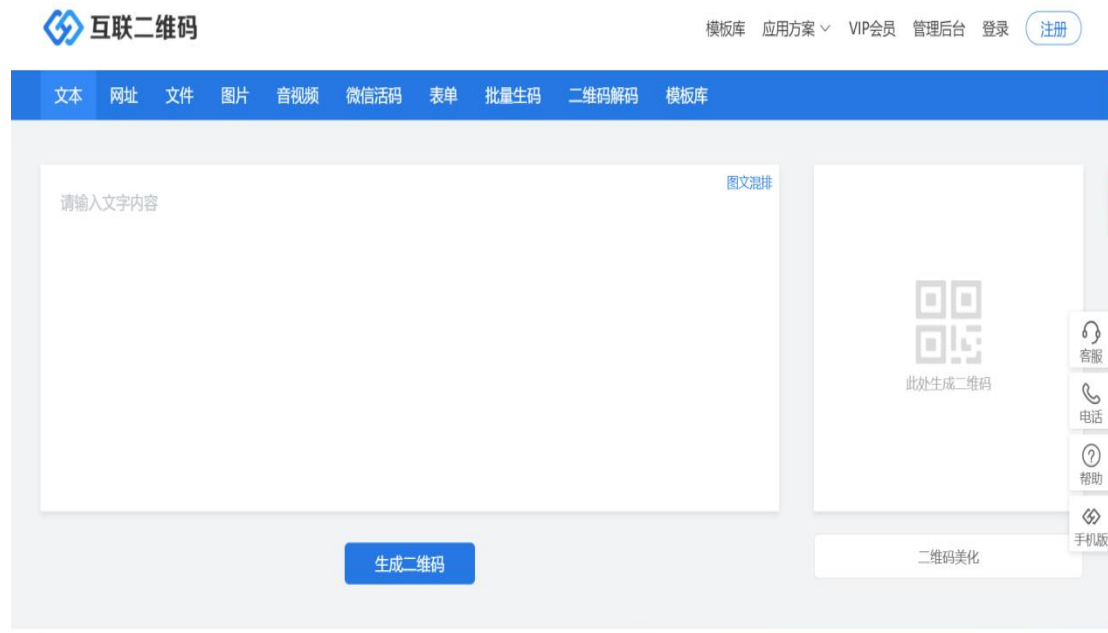 互联二维码
模板库 应用方案 VIP会员 管理后台 登录 注册
文本 网址 文件 图片 音视频 微信活码 表单 批量生码 二维码解码 模板库
图文混排
请输入文字内容
此处生成二维码
客服
电话
帮助
手机版
生成二维码
二维码美化